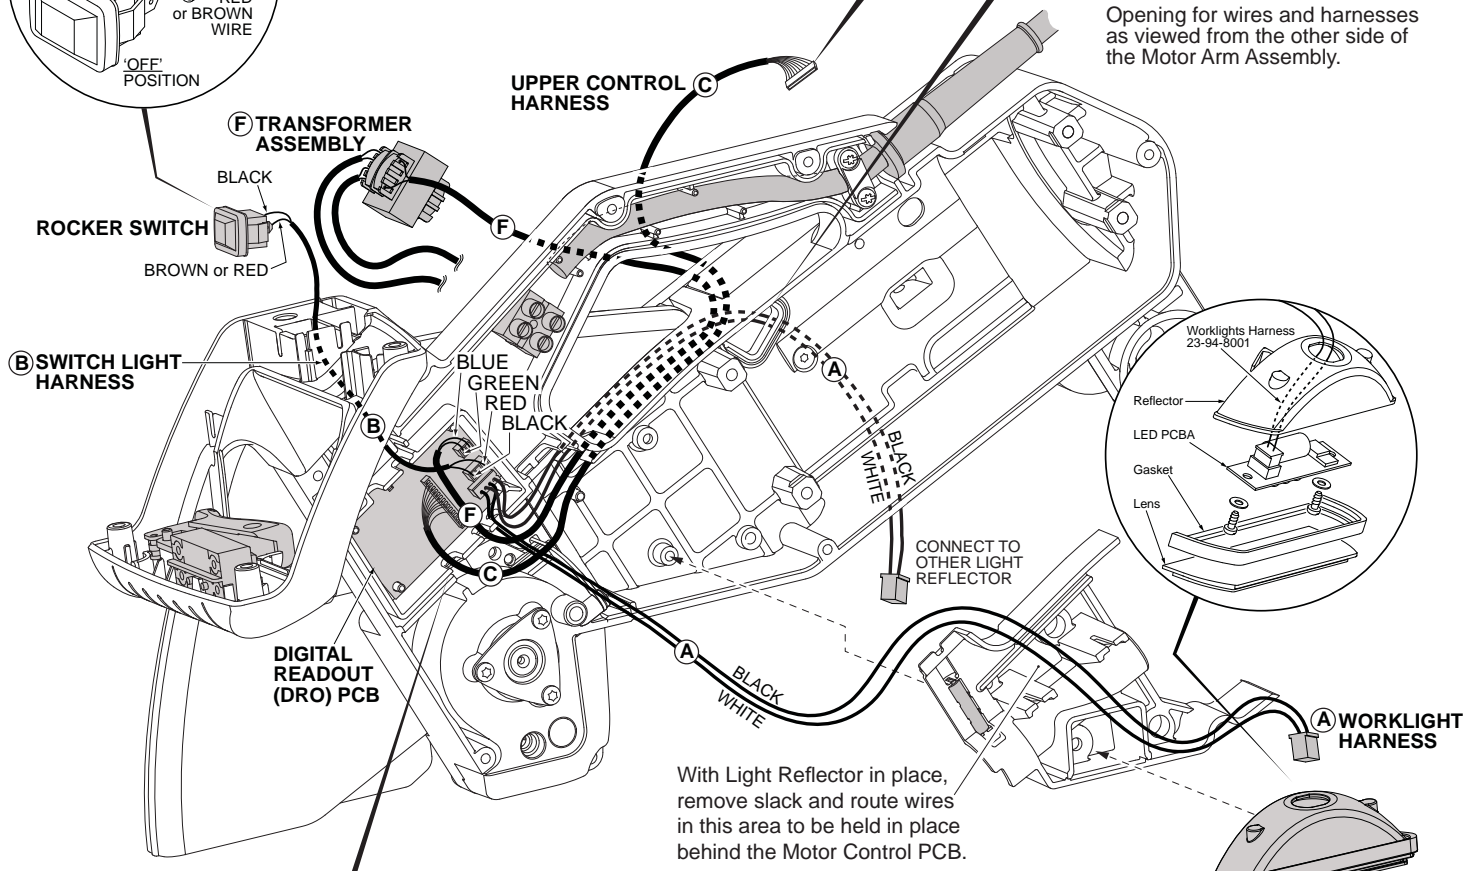 RED
or BROWN
WIRE
'OFF'
POSITION
Opening for wires and harnesses
as viewed from the other side of
the Motor Arm Assembly.
UPPER CONTROL
HARNESS
C
F
TRANSFORMER
ASSEMBLY
BLACK
ROCKER SWITCH
BROWN or RED
F
B
SWITCH LIGHT
HARNESS
BLUE
GREEN
RED
BLACK
B
A
BLACK
WHITE
F
C
CONNECT TO
OTHER LIGHT
REFLECTOR
Worklights Harness
23-94-8001
Reflector
LED PCBA
Gasket
Lens
DIGITAL
READOUT
(DRO) PCB
A
BLACK
WHITE
A
WORKLIGHT
HARNESS
With Light Reflector in place,
remove slack and route wires
in this area to be held in place
behind the Motor Control PCB.